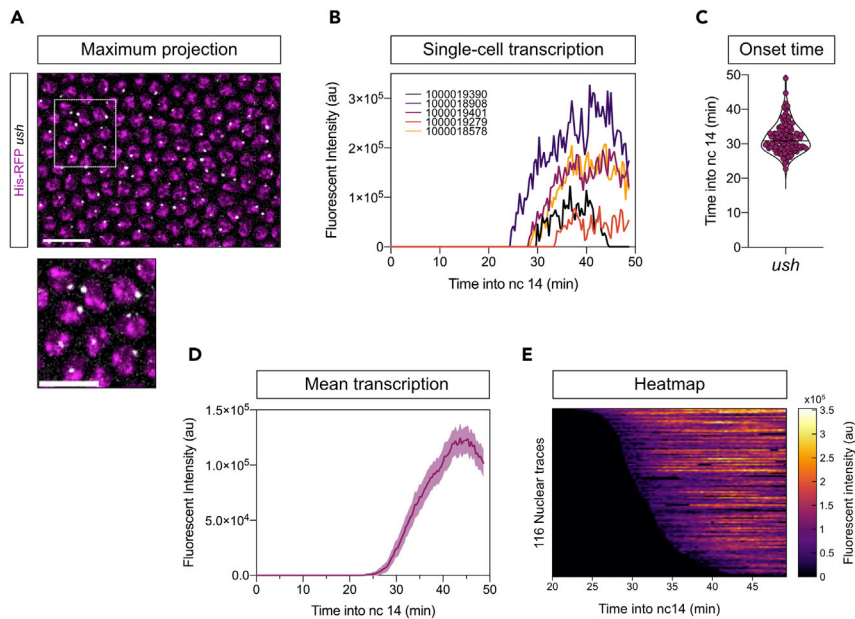 A
Maximum projection
His-RFP ush
B
Single-cell transcription
Fluorescent Intensity (au)
3×10⁵
2×10⁵
1×10⁵
0
1000019390
1000018908
1000019401
1000019279
1000018578
0 10 20 30 40 50
Time into nc 14 (min)
C
Onset time
Time into nc 14 (min)
50
40
30
20
10
0
ush
D
Mean transcription
Fluorescent Intensity (au)
1.5×10⁵
1.0×10⁵
5.0×10⁴
0.0
0 10 20 30 40 50
Time into nc 14 (min)
E
Heatmap
116 Nuclear traces
20 25 30 35 40 45
Time into nc14 (min)
x10⁵
3.5
3
2.5
2
1.5
1
0.5
0
Fluorescent intensity (au)